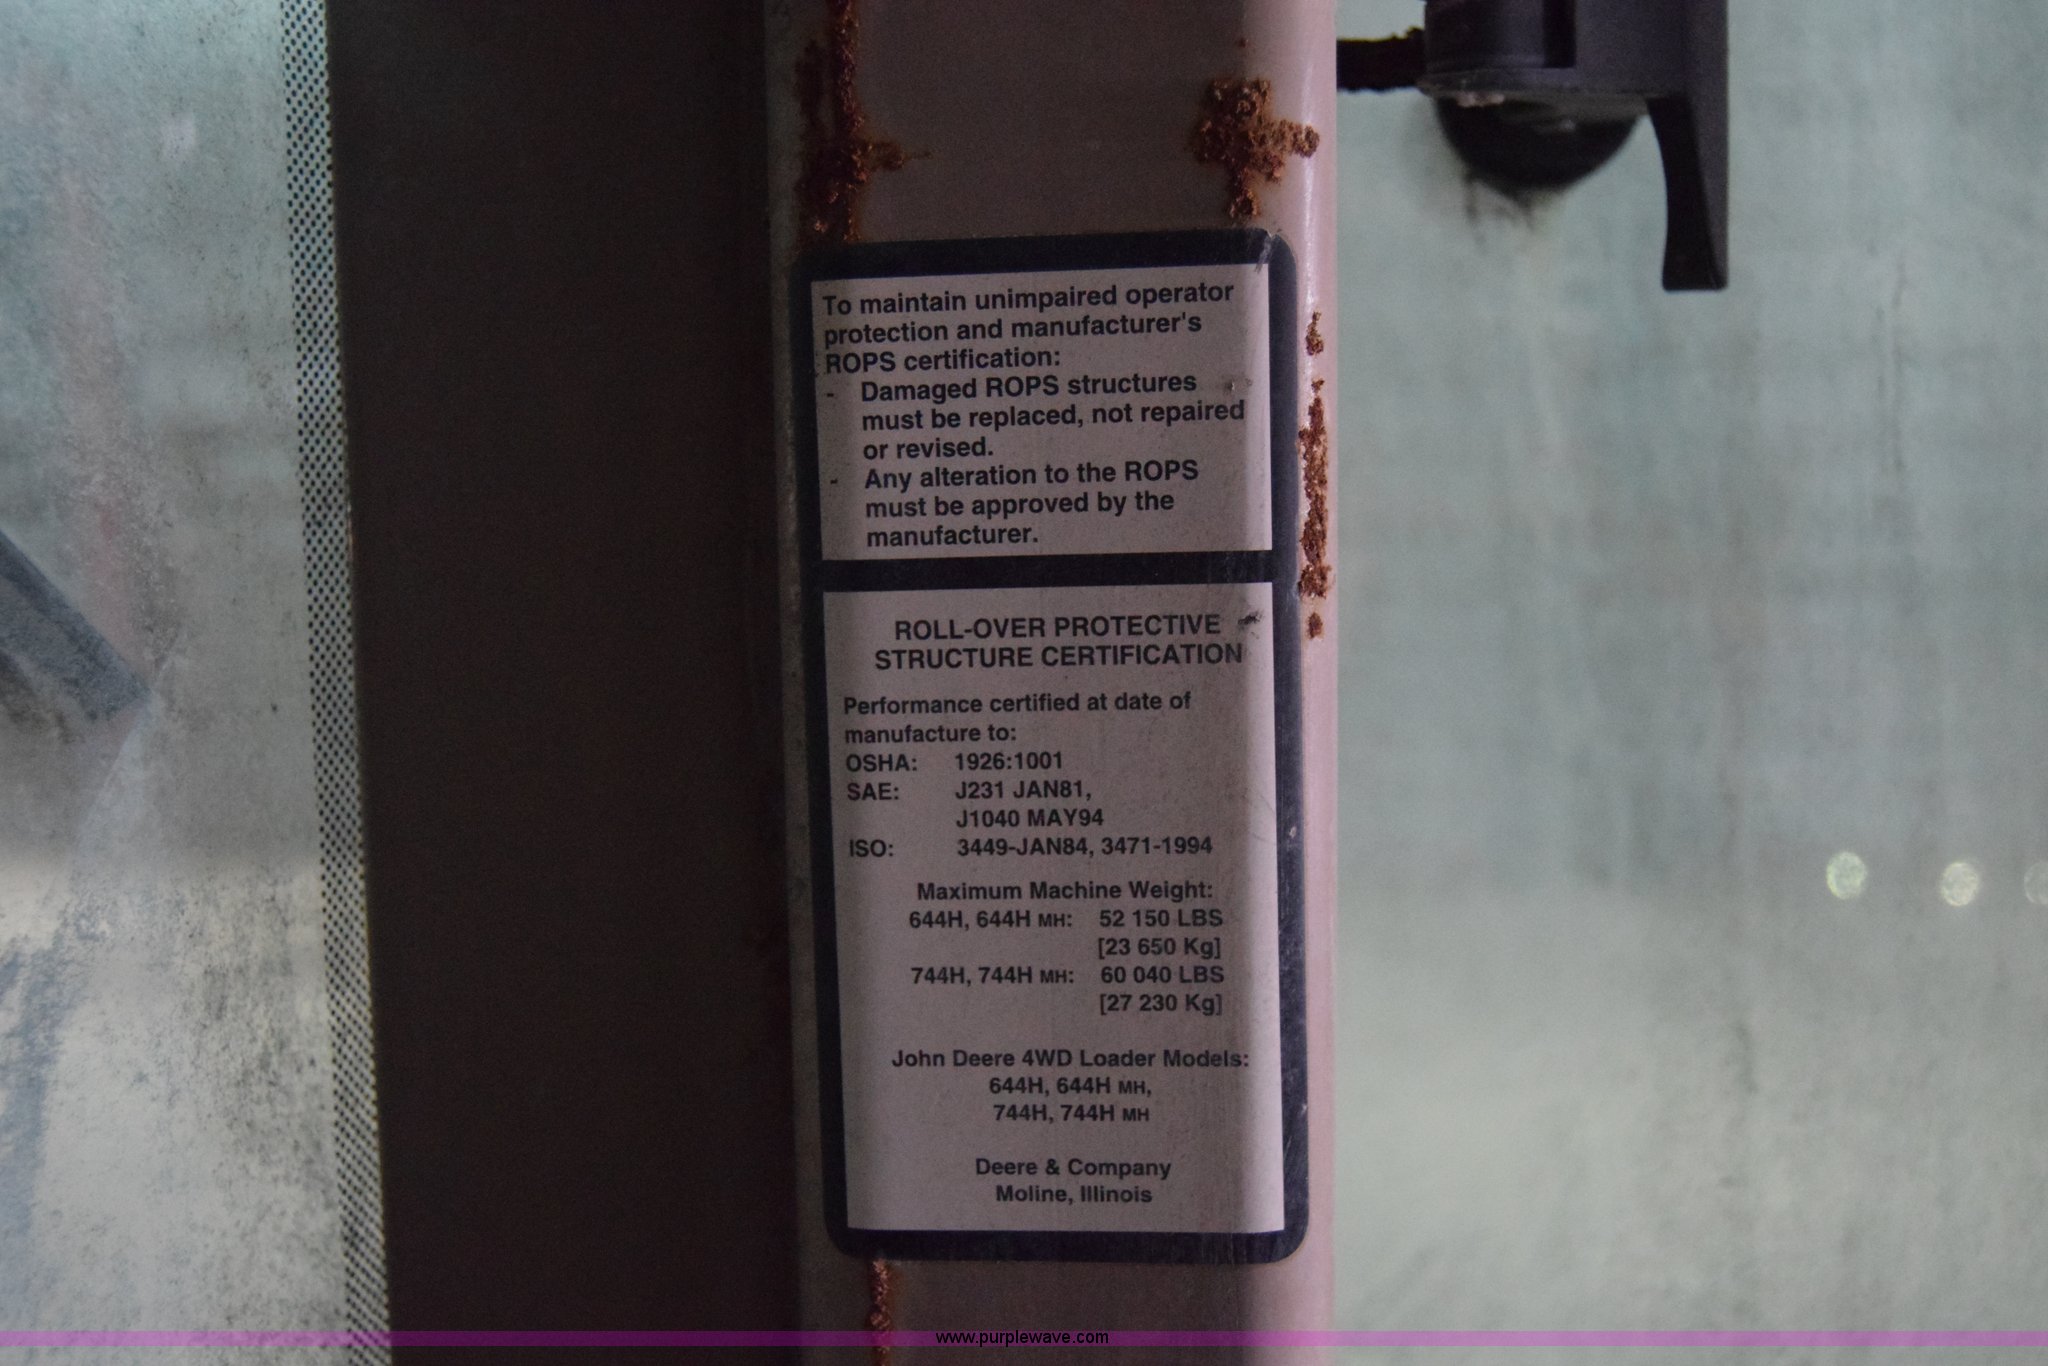 To maintain unimpaired operator
protection and manufacturer's
ROPS certification:
- Damaged ROPS structures
must be replaced, not repaired
or revised.
- Any alteration to the ROPS
must be approved by the
manufacturer.
ROLL-OVER PROTECTIVE
STRUCTURE CERTIFICATION
Performance certified at date of
manufacture to:
OSHA: 1926:1001
SAE: J231 JAN81,
J1040 MAY94
ISO: 3449-JAN84, 3471-1994
Maximum Machine Weight:
644H, 644H MH: 52 150 LBS
[23 650 Kg]
744H, 744H MH: 60 040 LBS
[27 230 Kg]
John Deere 4WD Loader Models:
644H, 644H MH,
744H, 744H MH
Deere & Company
Moline, Illinois
www.purplewave.com